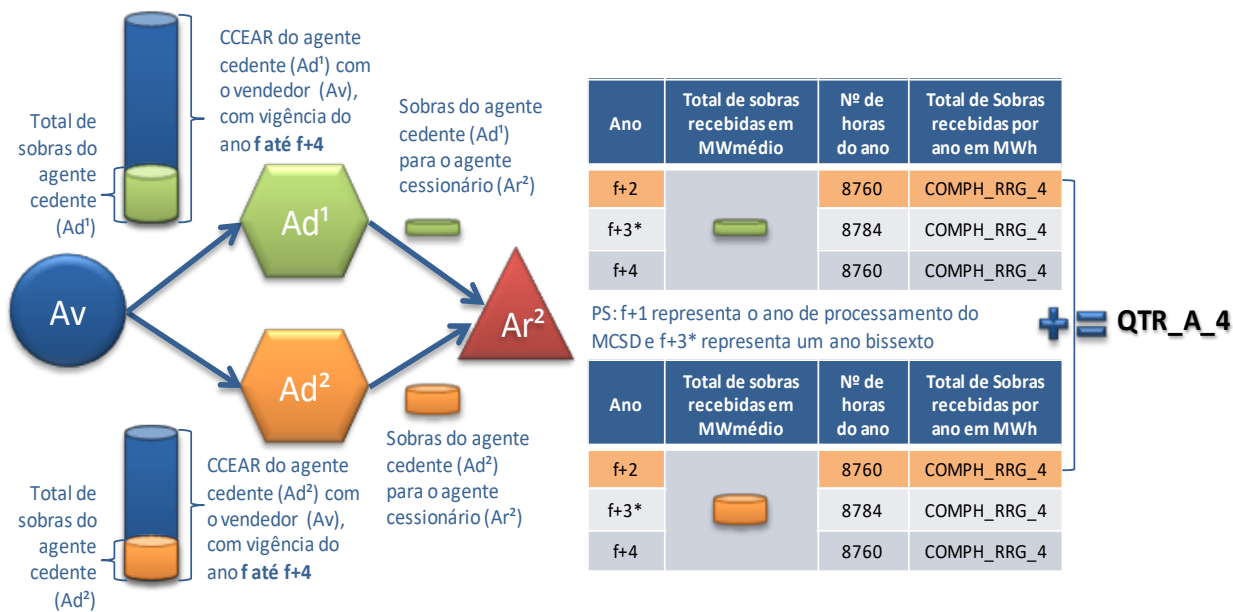 CCEAR do agente
cedente (Ad¹) com
o vendedor (Av),
com vigência do
ano f até f+4
Total de
sobras do
agente
cedente
(Ad¹)
Sobras do agente
cedente (Ad¹)
para o agente
cessionário (Ar²)
Ad¹
Av
Ar²
Ad²
Total de
sobras do
agente
cedente
(Ad²)
CCEAR do agente
cedente (Ad²) com
o vendedor (Av),
com vigência do
ano f até f+4
Sobras do agente
cedente (Ad²)
para o agente
cessionário (Ar²)
Ano
Total de sobras
recebidas em
MWmédio
Nº de
horas
do ano
Total de Sobras
recebidas por
ano em MWh
f+2 8760 COMPH_RRG_4
f+3* 8784 COMPH_RRG_4
f+4 8760 COMPH_RRG_4
PS: f+1 representa o ano de processamento do
MCSD e f+3* representa um ano bissexto
QTR_A_4
Ano
Total de sobras
recebidas em
MWmédio
Nº de
horas
do ano
Total de Sobras
recebidas por
ano em MWh
f+2 8760 COMPH_RRG_4
f+3* 8784 COMPH_RRG_4
f+4 8760 COMPH_RRG_4